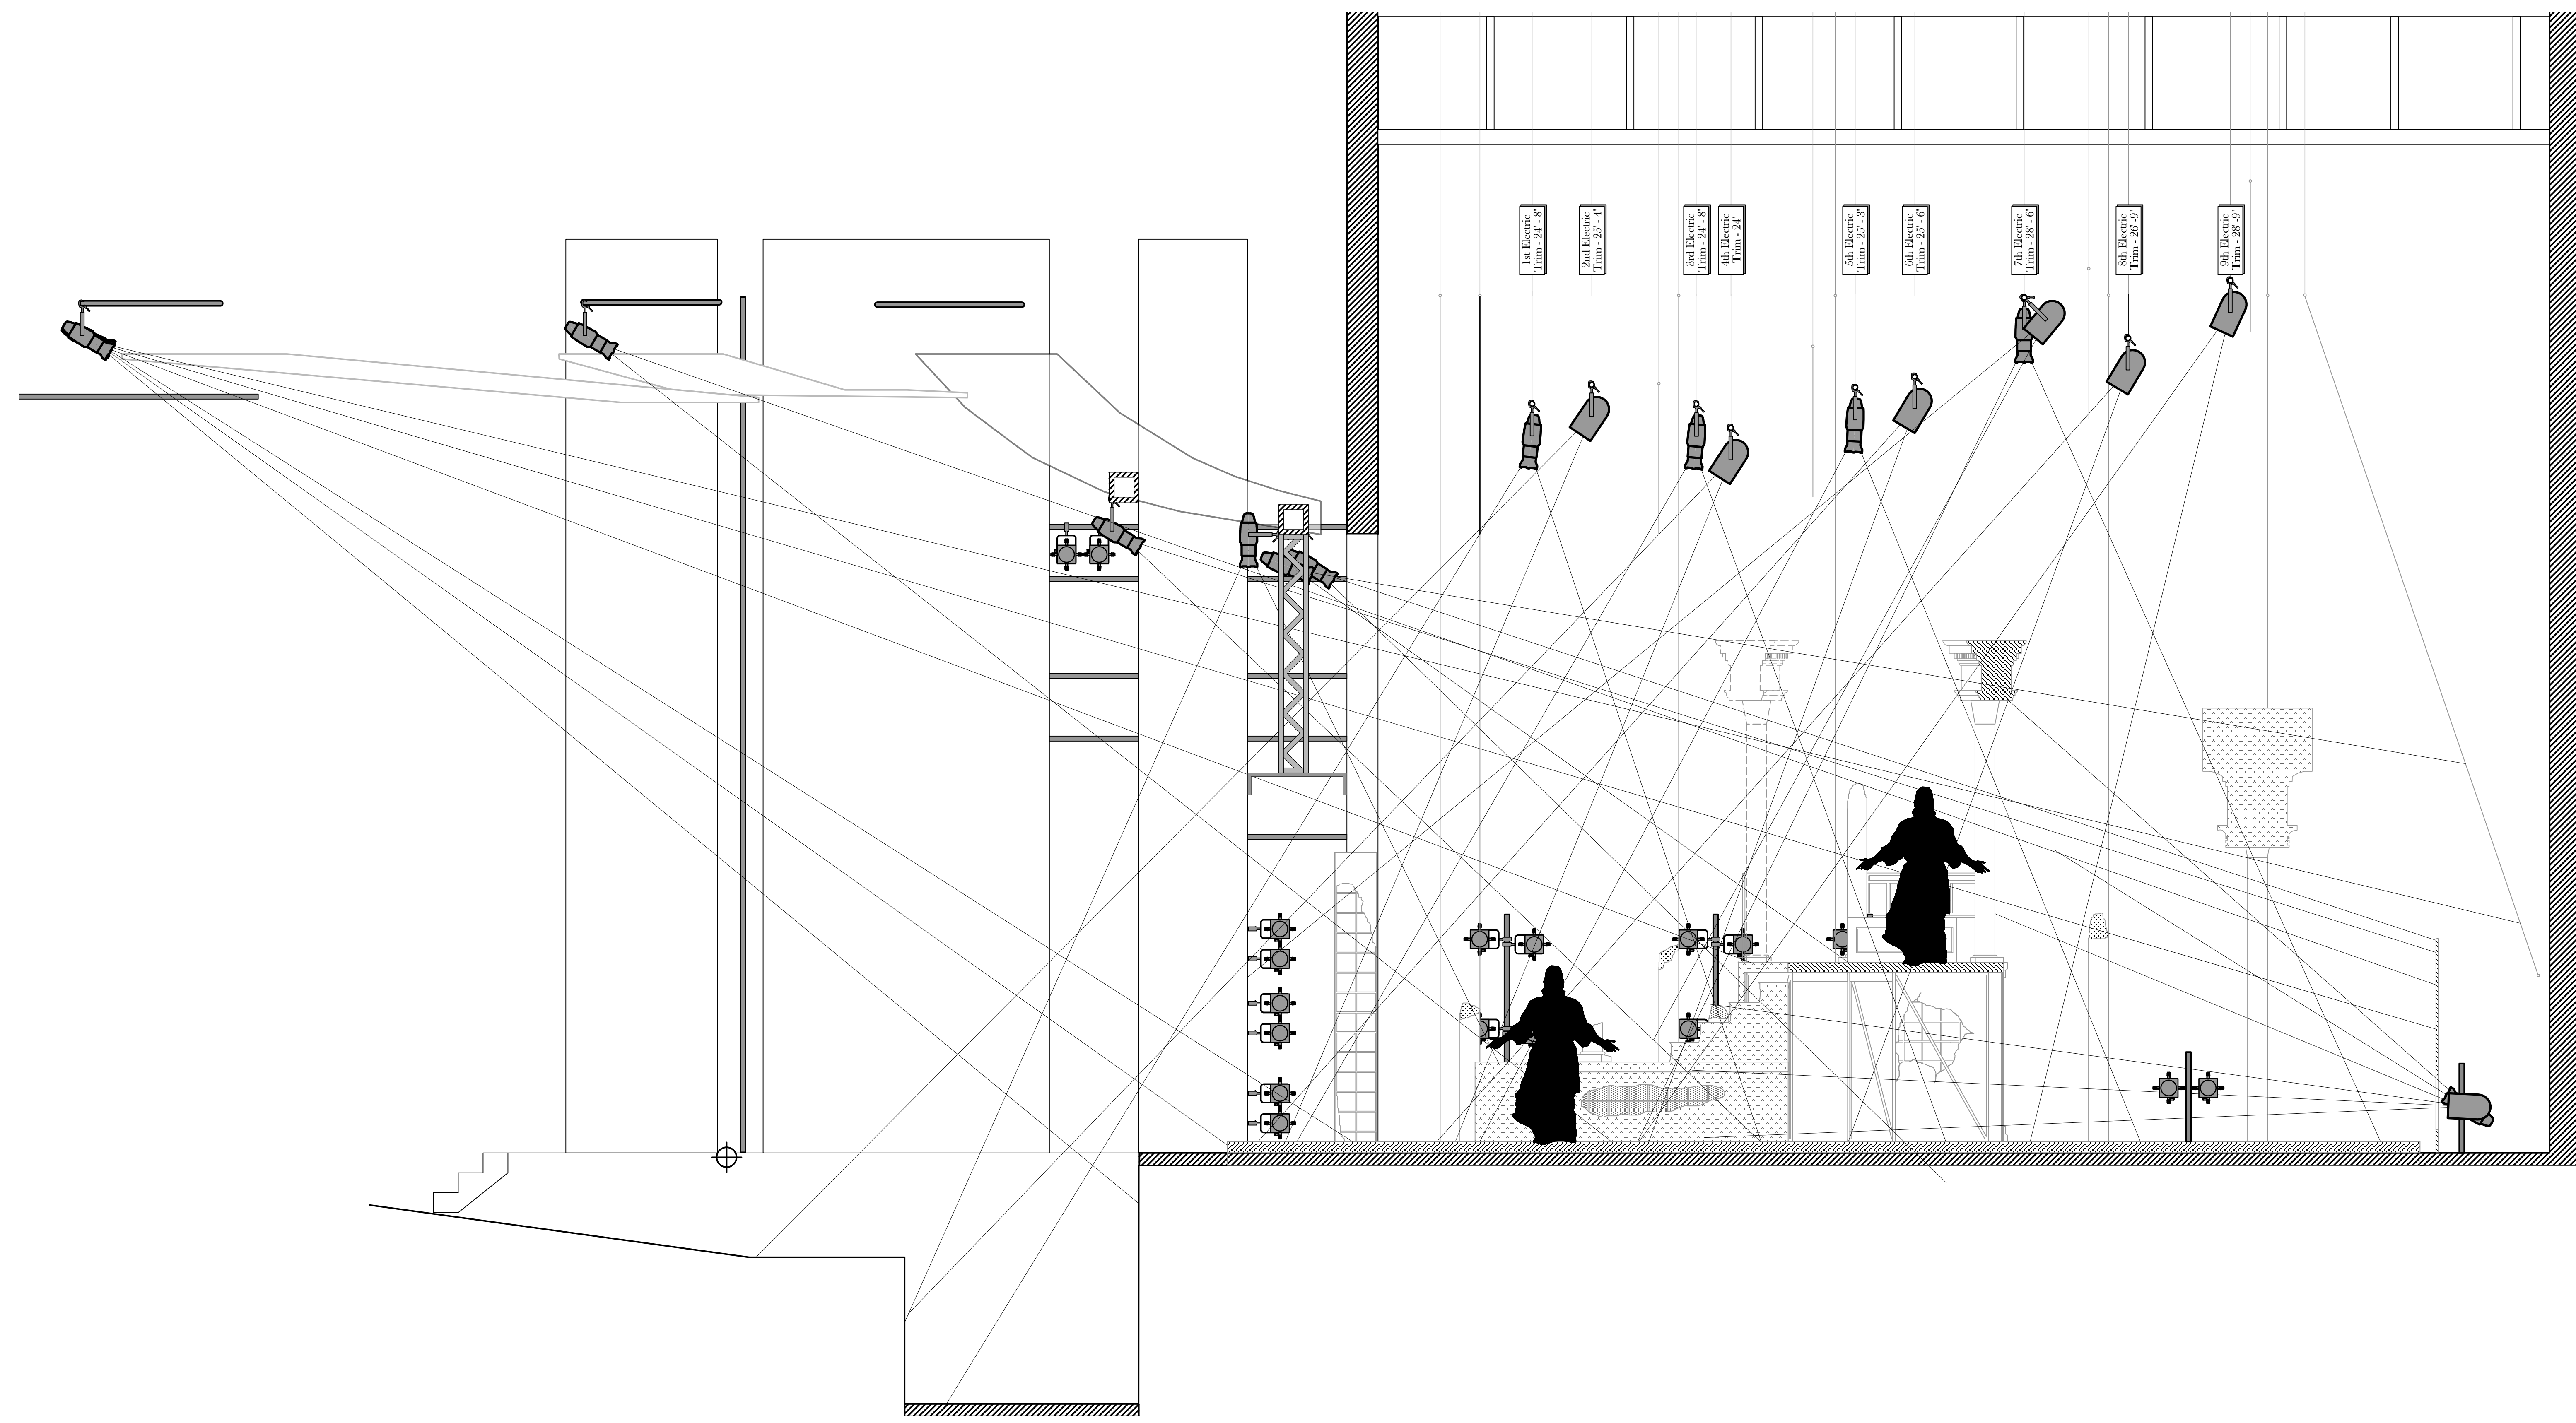 1st Electric
Trim - 24' - 8"
2nd Electric
Trim - 25' - 4"
3rd Electric
Trim - 24' - 8"
4th Electric
Trim - 24'
5th Electric
Trim - 25' - 3"
6th Electric
Trim - 25' - 6"
7th Electric
Trim - 28' - 6"
8th Electric
Trim - 26' -9"
9th Electric
Trim - 28' -9"